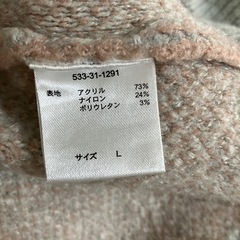 533-31-1291
表地 アクリル 73%
ナイロン 24%
ポリウレタン 3%
サイズ L